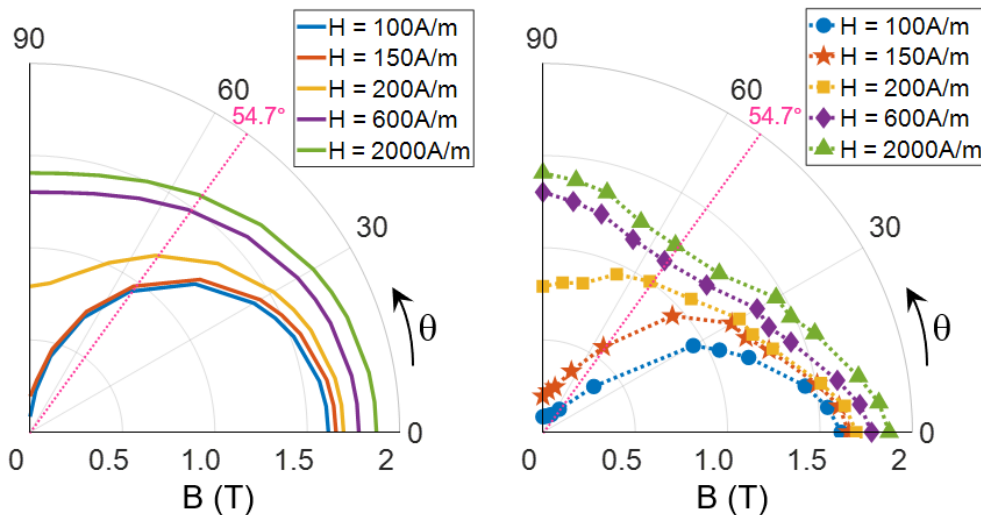 90
60
54.7°
30
0
θ
H = 100A/m
H = 150A/m
H = 200A/m
H = 600A/m
H = 2000A/m
0 0.5 1.0 1.5 2
B (T)
90
60
54.7°
30
0
θ
H = 100A/m
H = 150A/m
H = 200A/m
H = 600A/m
H = 2000A/m
0 0.5 1.0 1.5 2
B (T)